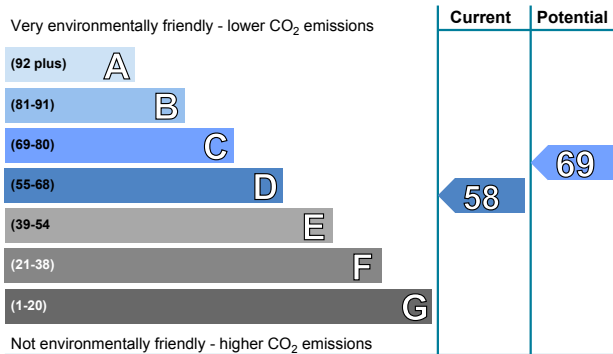 Current Potential
Very environmentally friendly - lower CO2 emissions
(92 plus) A
(81-91) B
(69-80) C
69
(55-68) D
58
(39-54 E
(21-38) F
(1-20) G
Not environmentally friendly - higher CO2 emissions